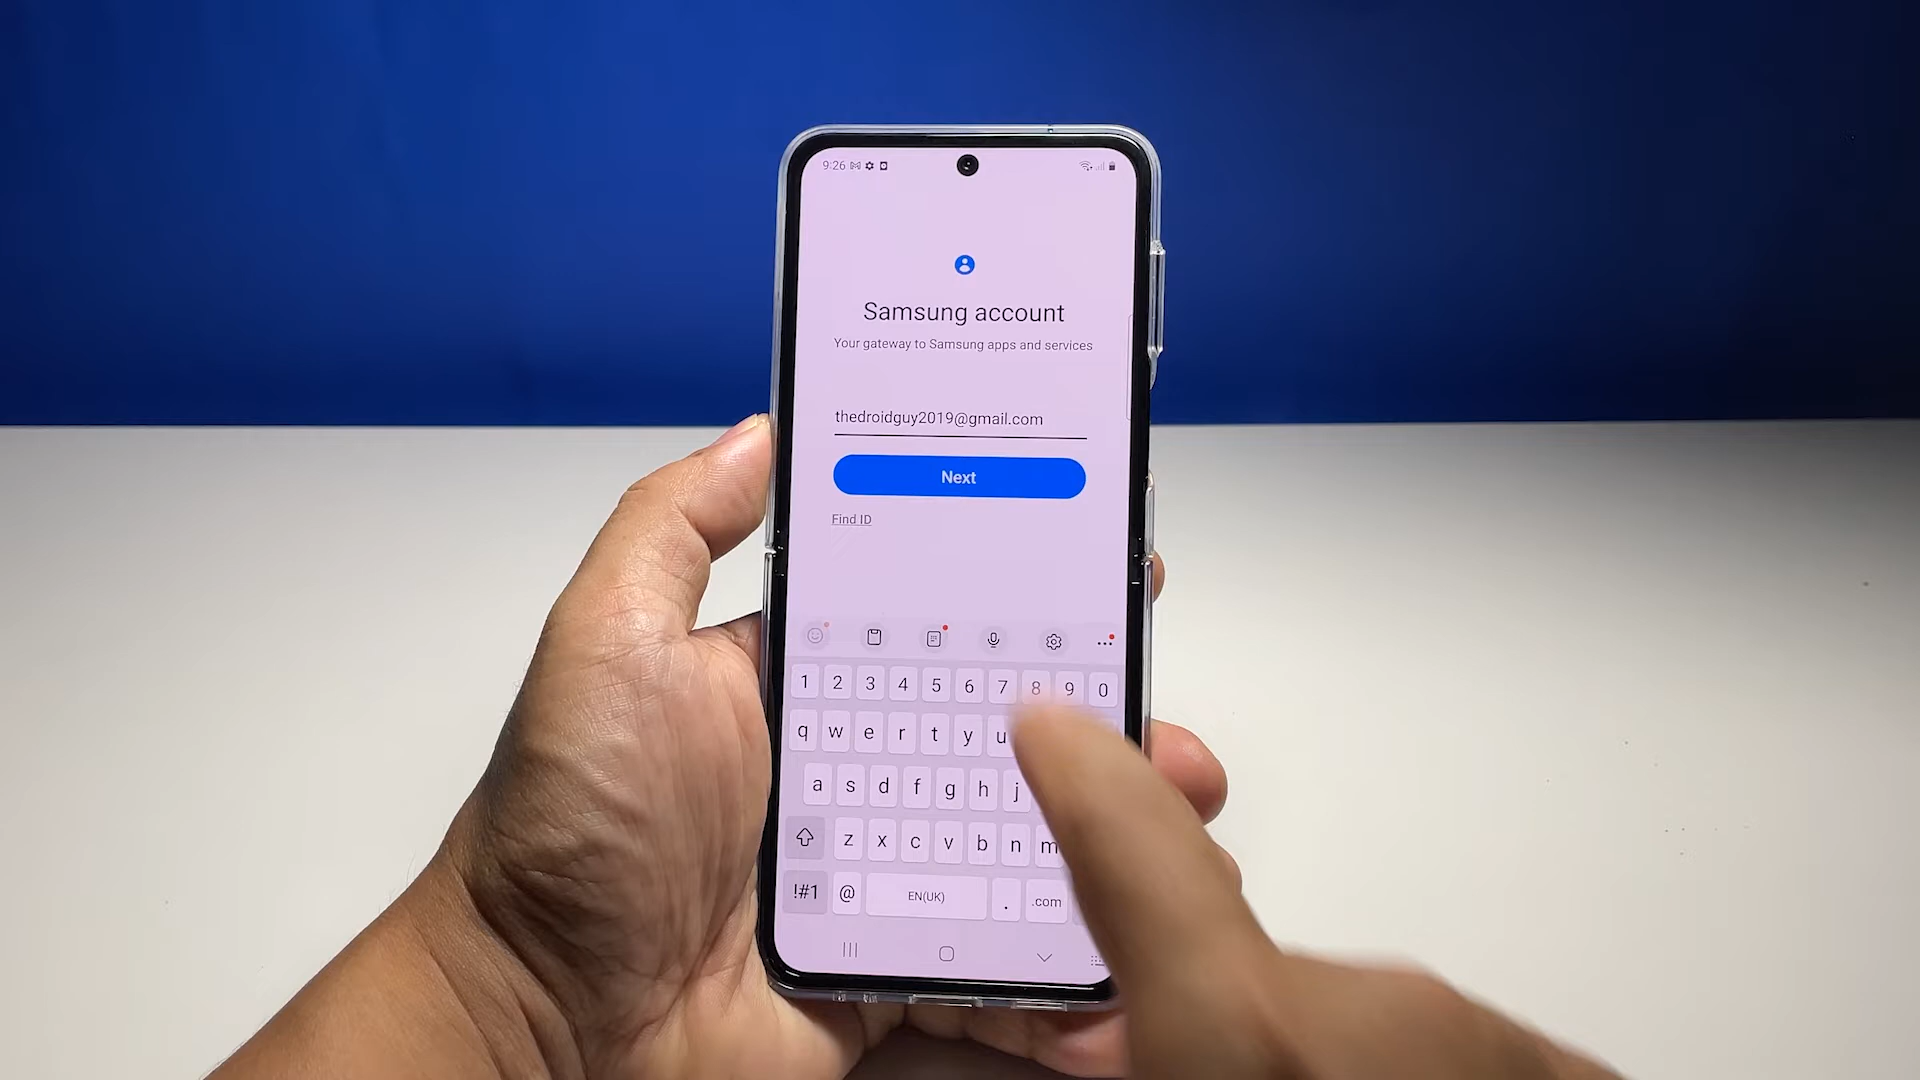 9:26
Samsung account
Your gateway to Samsung apps and services
thedroidguy2019@gmail.com
Next
Find ID
1 2 3 4 5 6 7 8 9 0
q w e r t y u
a s d f g h j
z x c v b n m
!#1 @ EN(UK) . .com